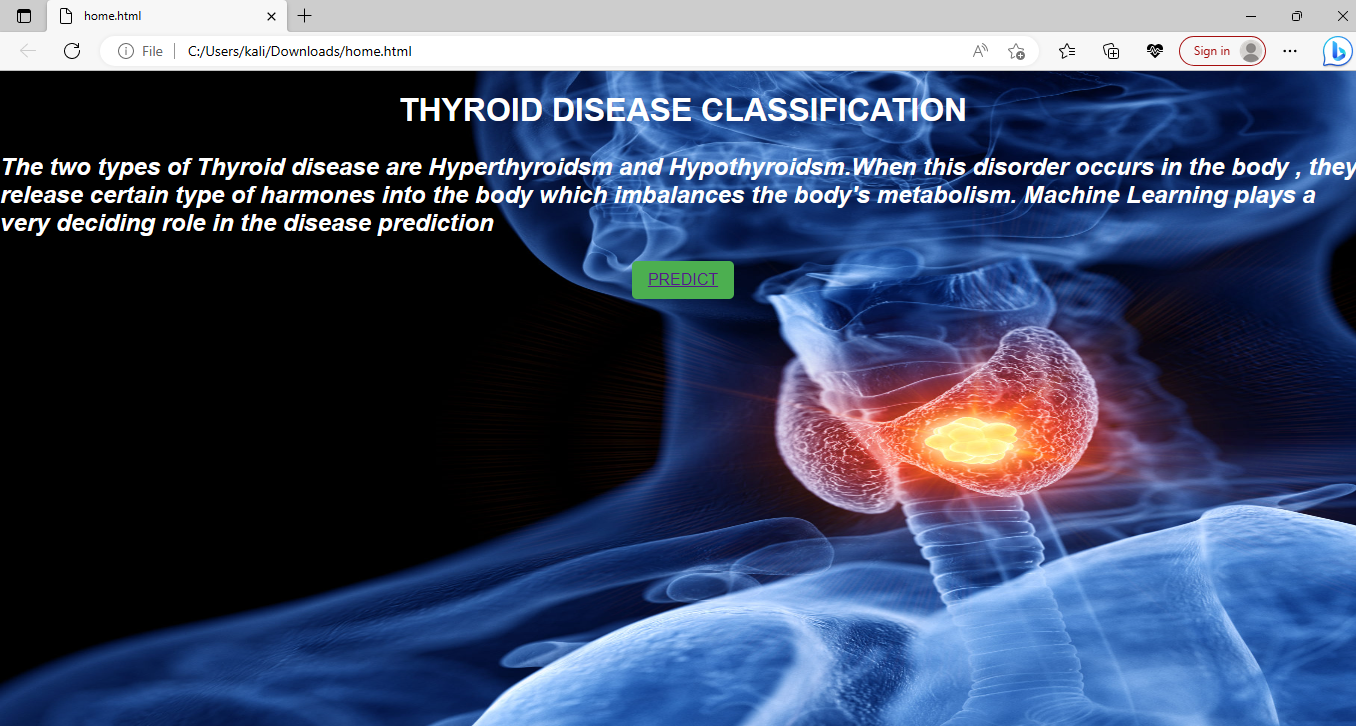 home.html
File
C:/Users/kali/Downloads/home.html
A
Sign in
THYROID DISEASE CLASSIFICATION
The two types of Thyroid disease are Hyperthyroidsm and Hypothyroidsm.When this disorder occurs in the body , they
release certain type of harmones into the body which imbalances the body's metabolism. Machine Learning plays a
very deciding role in the disease prediction
PREDICT